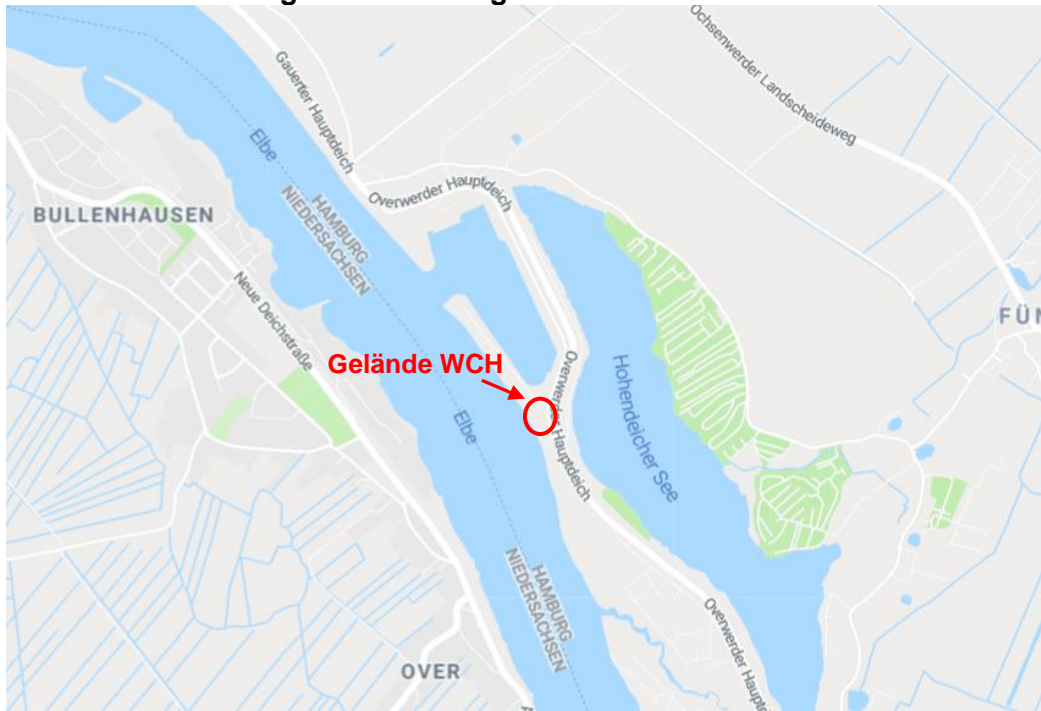 Ochsenwerder Landscheideweg
Gauerter Hauptdeich
Elbe
Overwerder Hauptdeich
HAMBURG
NIEDERSACHSEN
BULLENHAUSEN
Neue Deichstraße
FÜN
Gelände WCH
Overwerder Hauptdeich
Hohendeicher See
Elbe
HAMBURG
NIEDERSACHSEN
Overwerder Hauptdeich
OVER